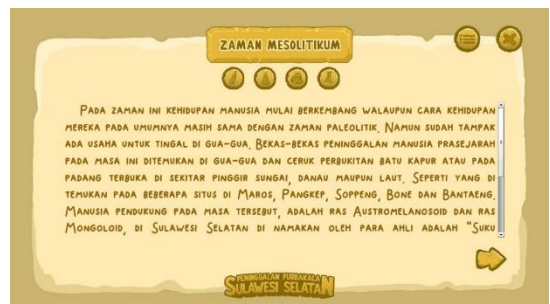 ZAMAN MESOLITIKUM
PADA ZAMAN INI KEHIDUPAN MANUSIA MULAI BERKEMBANG WALAUPUN CARA KEHIDUPAN
MEREKA PADA UMUMNYA MASIH SAMA DENGAN ZAMAN PALEOLITIK. NAMUN SUDAH TAMPAK
ADA USAHA UNTUK TINGAL DI GUA-GUA. BEKAS-BEKAS PENINGGALAN MANUSIA PRASEJARAH
PADA MASA INI DITEMUKAN DI GUA-GUA DAN CERUK PERBUKITAN BATU KAPUR ATAU PADA
PADANG TERBUKA DI SEKITAR PINGGIR SUNGAI, DANAU MAUPUN LAUT. SEPERTI YANG DI
TEMUKAN PADA BEBERAPA SITUS DI MAROS, PANGKEP, SOPPENG, BONE DAN BANTAENG.
MANUSIA PENDUKUNG PADA MASA TERSEBUT, ADALAH RAS AUSTROMELANOSOID DAN RAS
MONGOLOID, DI SULAWESI SELATAN DI NAMAKAN OLEH PARA AHLI ADALAH "SUKU
PENINGGALAN PURBAKALA
SULAWESI SELATAN